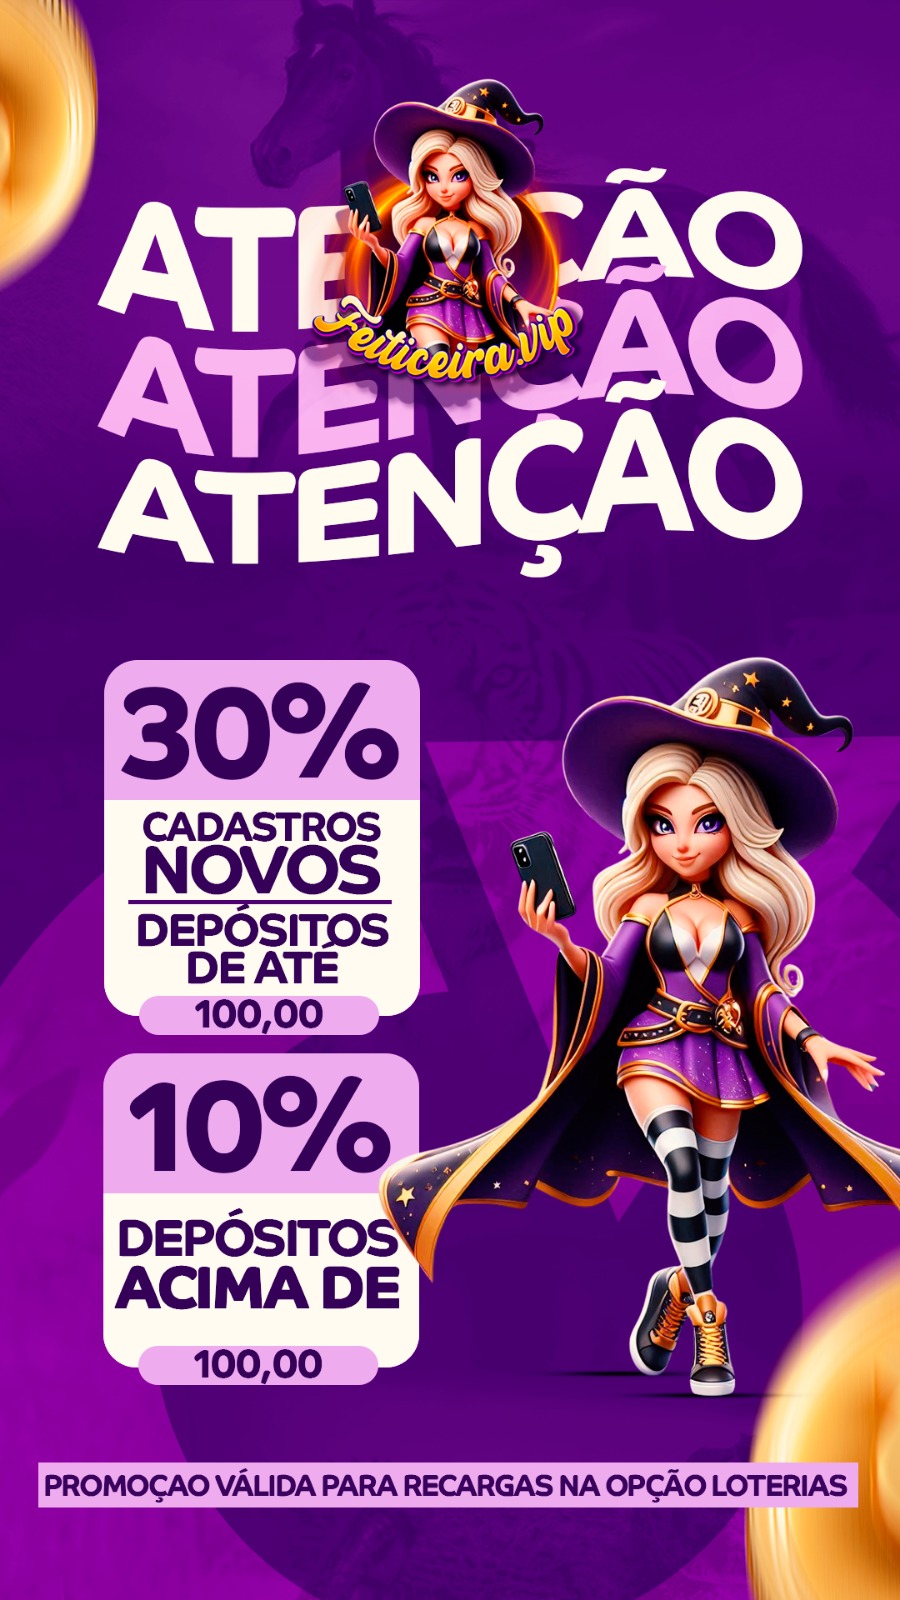 ATENÇÃO
Feiticeira.vip
ATENÇÃO
ATENÇÃO
30%
CADASTROS
NOVOS
DEPÓSITOS
DE ATÉ
100,00
10%
DEPÓSITOS
ACIMA DE
100,00
PROMOÇAO VÁLIDA PARA RECARGAS NA OPÇÃO LOTERIAS